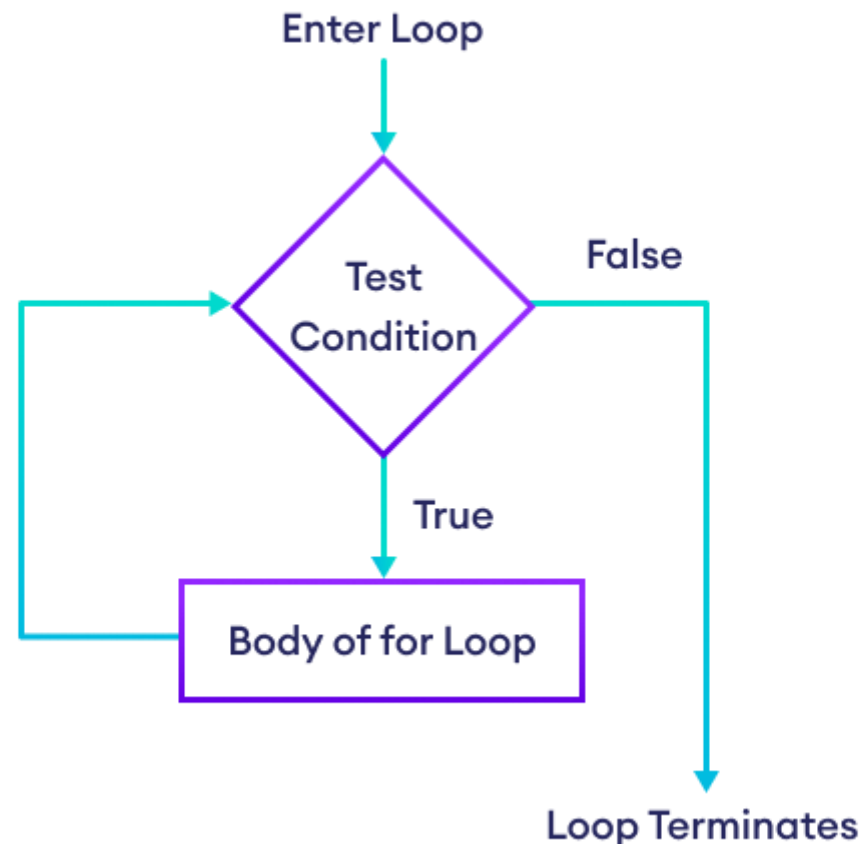 Enter Loop
False
Test
Condition
True
Body of for Loop
Loop Terminates